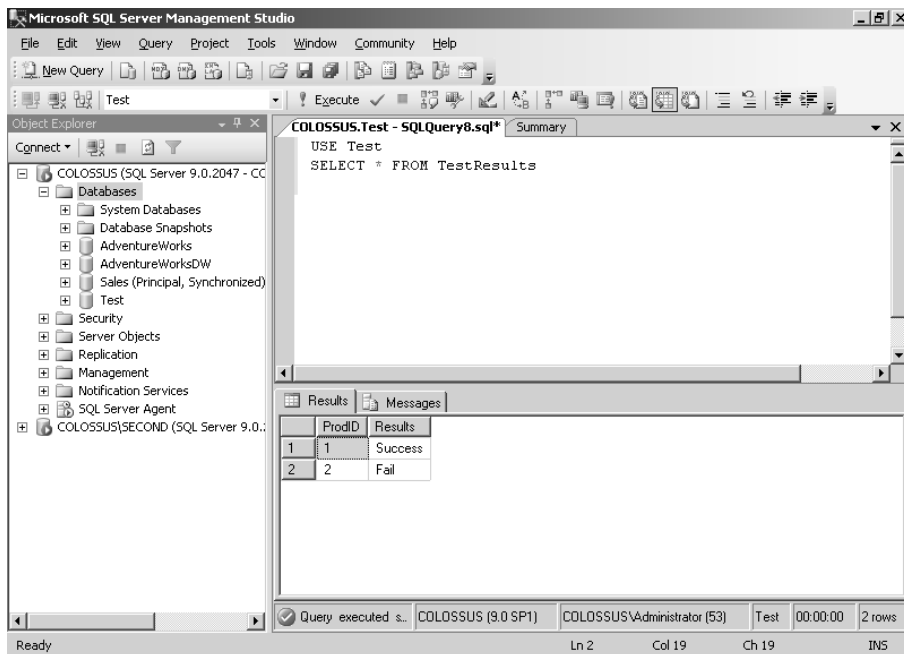 Microsoft SQL Server Management Studio
File Edit View Query Project Tools Window Community Help
New Query
Test
Execute
Object Explorer
Connect
COLOSSUS (SQL Server 9.0.2047 - CO
Databases
System Databases
Database Snapshots
AdventureWorks
AdventureWorksDW
Sales (Principal, Synchronized)
Test
Security
Server Objects
Replication
Management
Notification Services
SQL Server Agent
COLOSSUS\SECOND (SQL Server 9.0.
COLOSSUS.Test - SQLQuery8.sql* Summary
USE Test
SELECT * FROM TestResults
Results Messages
ProdID Results
1 1 Success
2 2 Fail
Query executed s... COLOSSUS (9.0 SP1) COLOSSUS\Administrator (53) Test 00:00:00 2 rows
Ready Ln 2 Col 19 Ch 19 INS